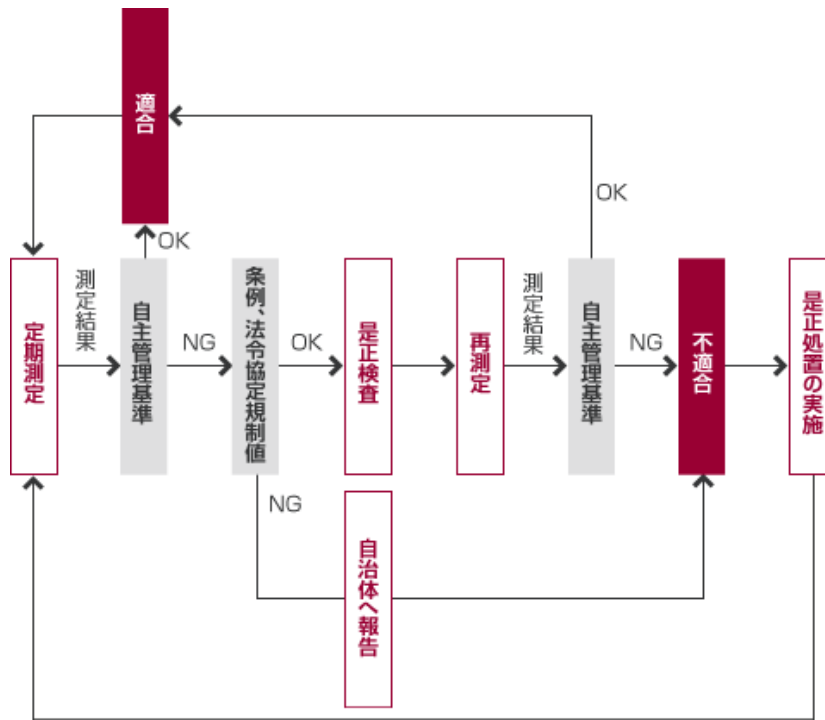 適合
OK
OK
定期測定
測定結果
自主管理基準
NG
条例、法令協定規制値
OK
是正検査
再測定
測定結果
自主管理基準
NG
不適合
是正処置の実施
NG
自治体へ報告